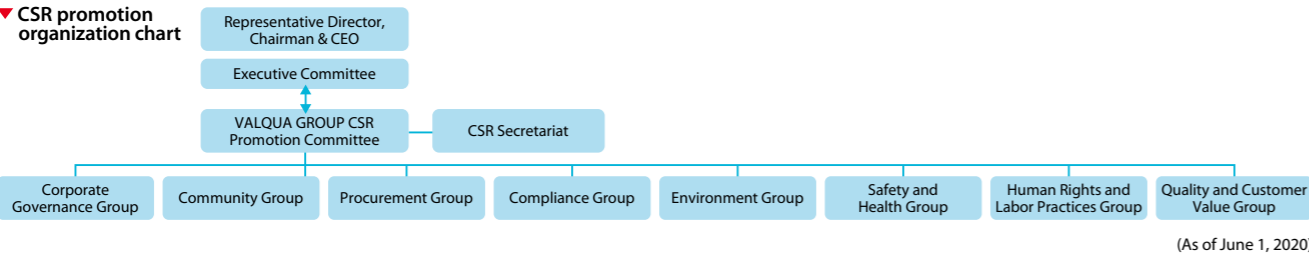 ▼ CSR promotion
organization chart
Representative Director,
Chairman & CEO
Executive Committee
VALQUA GROUP CSR
Promotion Committee
CSR Secretariat
Corporate
Governance Group
Community Group
Procurement Group
Compliance Group
Environment Group
Safety and
Health Group
Human Rights and
Labor Practices Group
Quality and Customer
Value Group
(As of June 1, 2020)